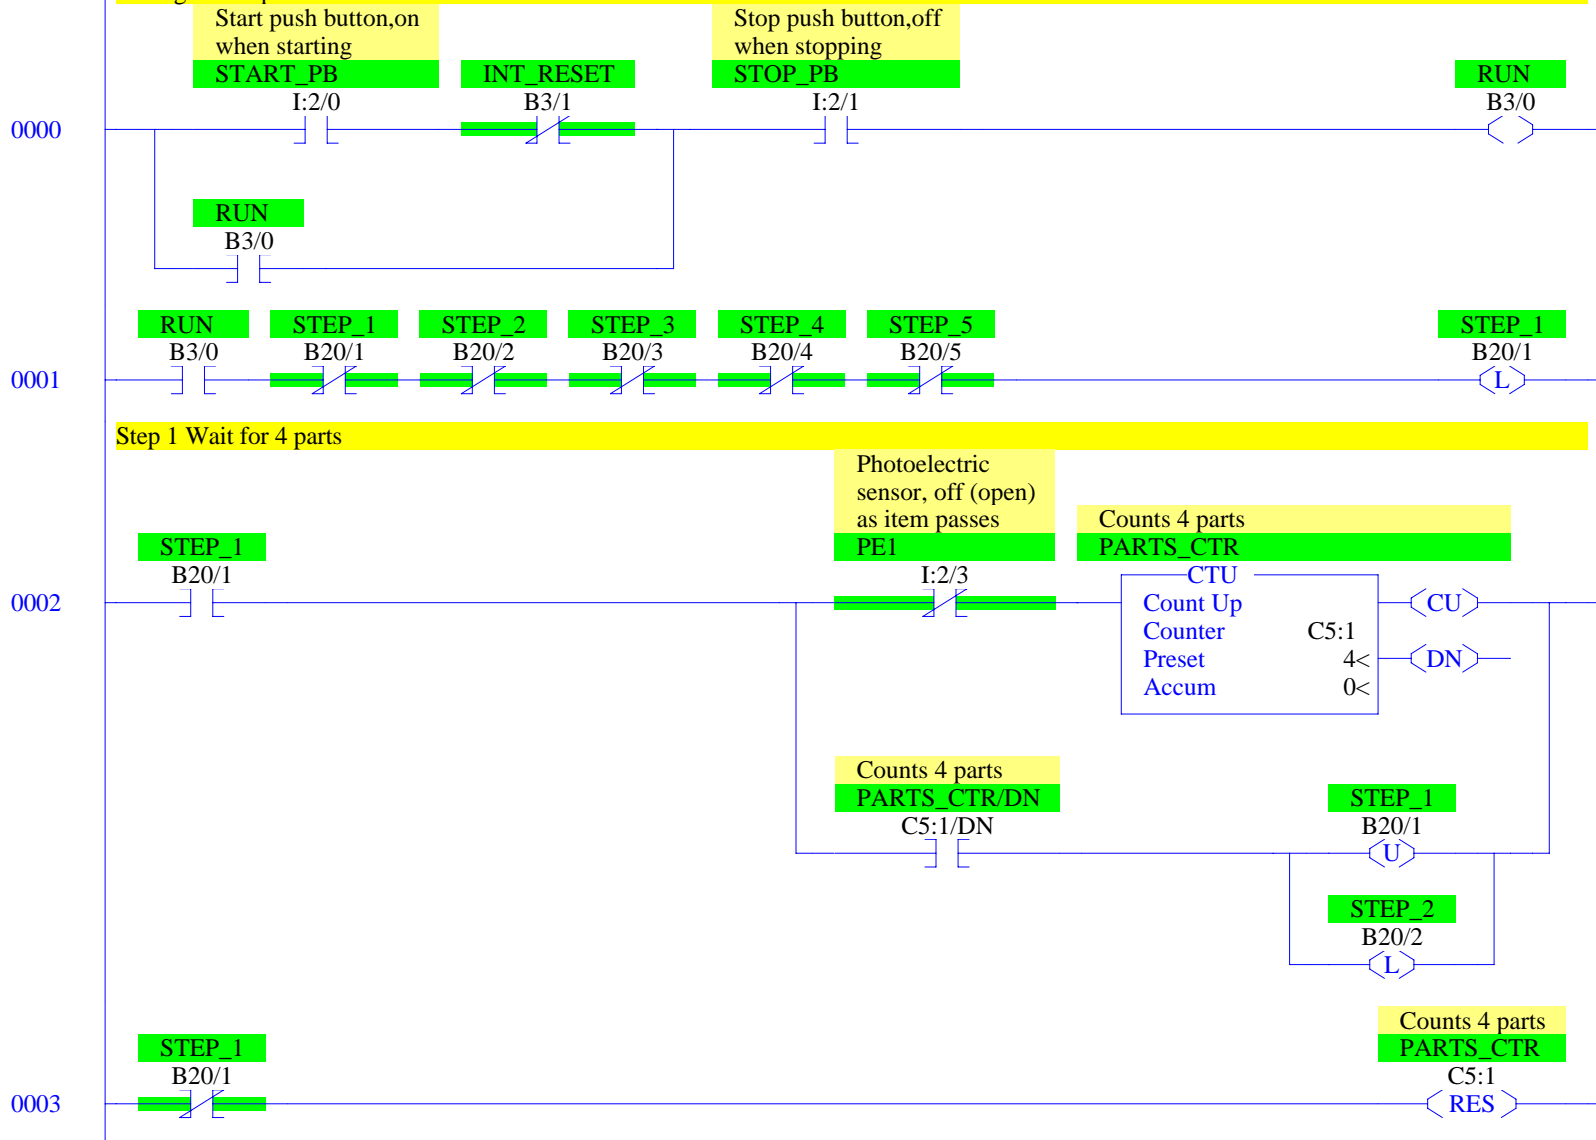 Start push button,on
when starting
START_PB
I:2/0
INT_RESET
B3/1
Stop push button,off
when stopping
STOP_PB
I:2/1
RUN
B3/0
0000
RUN
B3/0
RUN
B3/0
STEP_1
B20/1
STEP_2
B20/2
STEP_3
B20/3
STEP_4
B20/4
STEP_5
B20/5
STEP_1
B20/1
0001
L
Step 1 Wait for 4 parts
STEP_1
B20/1
Photoelectric
sensor, off (open)
as item passes
PE1
I:2/3
Counts 4 parts
PARTS_CTR
0002
CTU
Count Up
Counter C5:1
Preset 4<
Accum 0<
CU
DN
Counts 4 parts
PARTS_CTR/DN
C5:1/DN
STEP_1
B20/1
U
STEP_2
B20/2
L
STEP_1
B20/1
Counts 4 parts
PARTS_CTR
C5:1
0003
RES